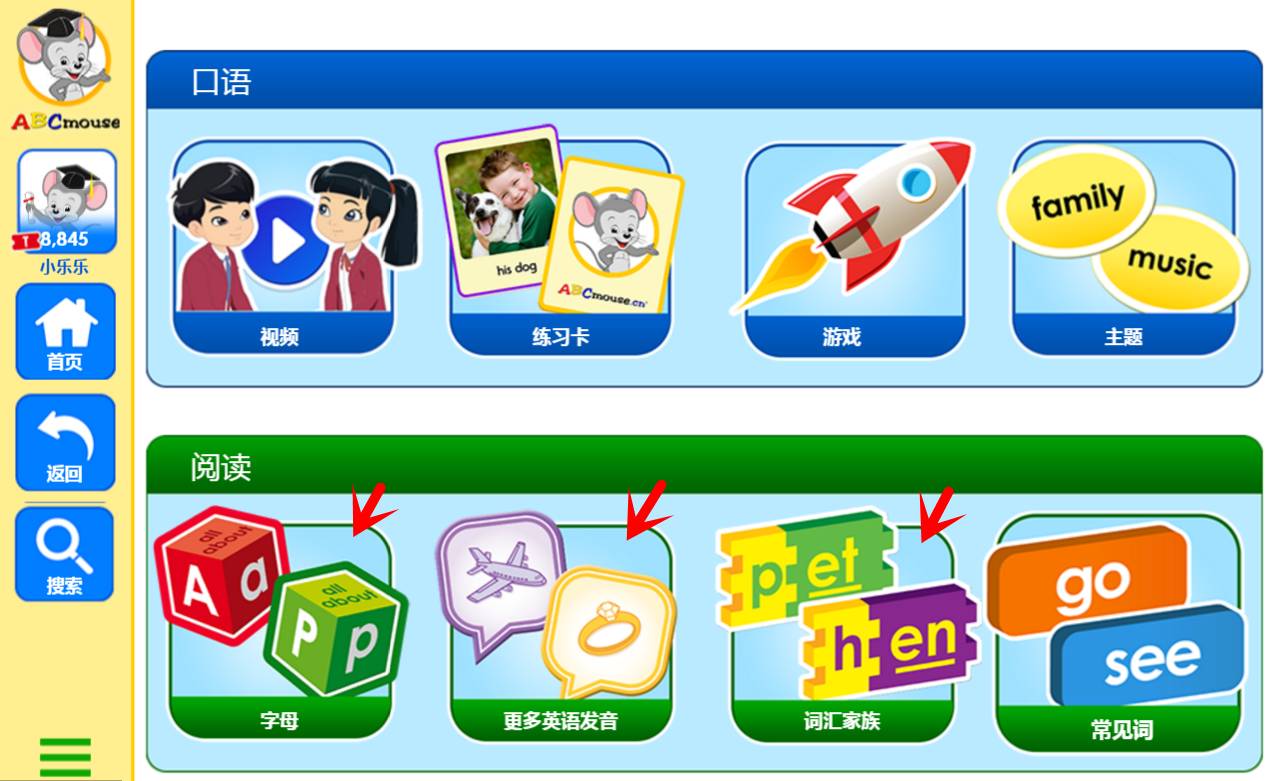 ABCmouse
8,845
小乐乐
首页
返回
搜索
口语
his dog
ABCmouse.cn
family
music
视频
练习卡
游戏
主题
阅读
all
about
A a
all
about
P p
pet
hen
go
see
字母
更多英语发音
词汇家族
常见词